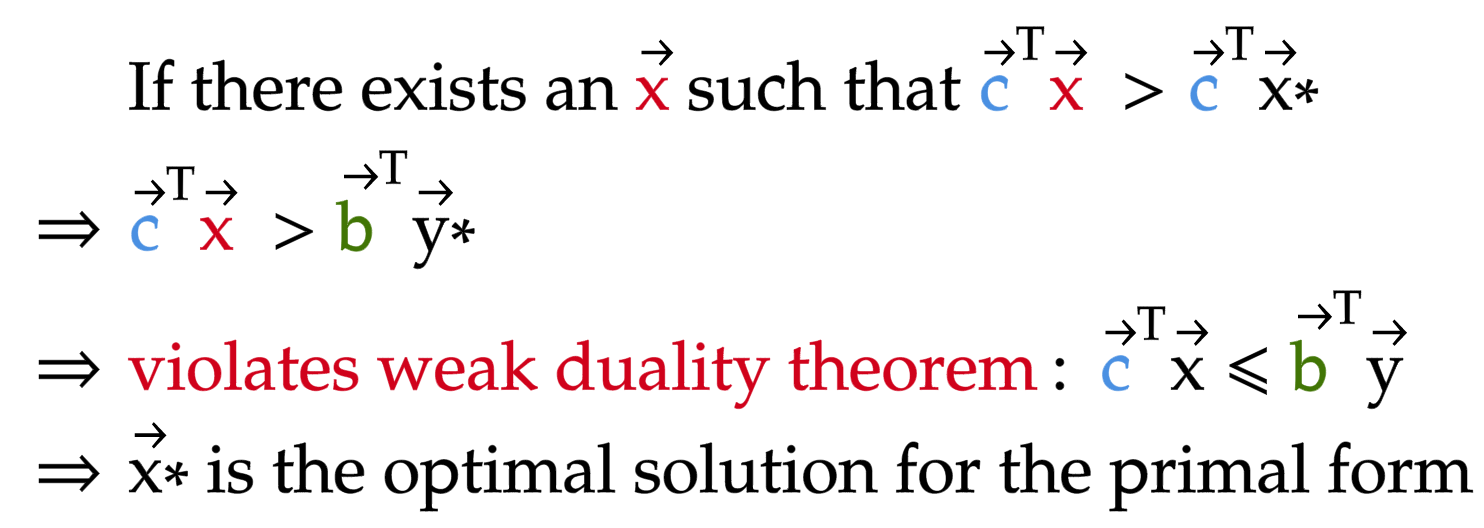 If there exists an x⃗ such that c⃗ᵀx⃗ > c⃗ᵀx⃗*
⇒ c⃗ᵀx⃗ > b⃗ᵀy⃗*
⇒ violates weak duality theorem : c⃗ᵀx⃗ ⩽ b⃗ᵀy⃗
⇒ x⃗* is the optimal solution for the primal form